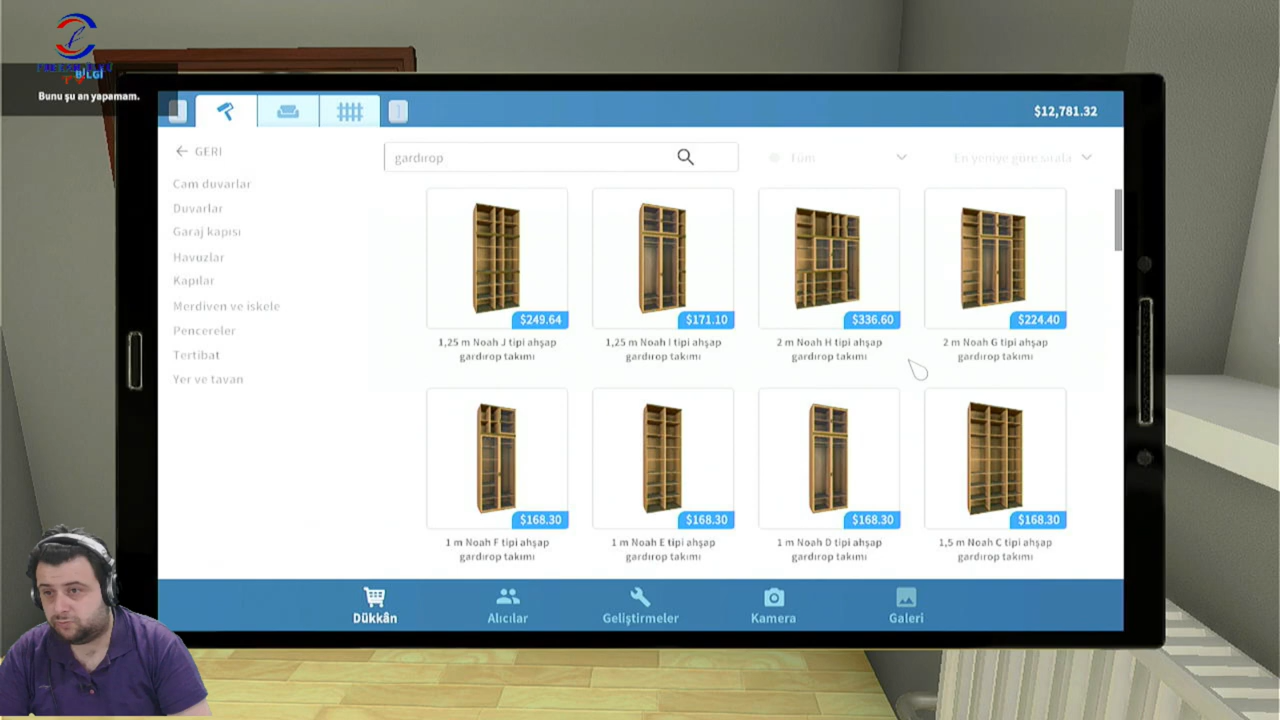 BİLGİ
Bunu şu an yapamam.
$12,781.32
GERI
gardırop
Tüm
En yeniye göre sırala
Cam duvarlar
Duvarlar
Garaj kapısı
Havuzlar
Kapılar
Merdiven ve iskele
Pencereler
Tertibat
Yer ve tavan
$249.64
$171.10
$336.60
$224.40
1,25 m Noah J tipi ahşap
gardırop takımı
1,25 m Noah I tipi ahşap
gardırop takımı
2 m Noah H tipi ahşap
gardırop takımı
2 m Noah G tipi ahşap
gardırop takımı
$168.30
$168.30
$168.30
$168.30
1 m Noah F tipi ahşap
gardırop takımı
1 m Noah E tipi ahşap
gardırop takımı
1 m Noah D tipi ahşap
gardırop takımı
1,5 m Noah C tipi ahşap
gardırop takımı
Dükkân
Alıcılar
Geliştirmeler
Kamera
Galeri